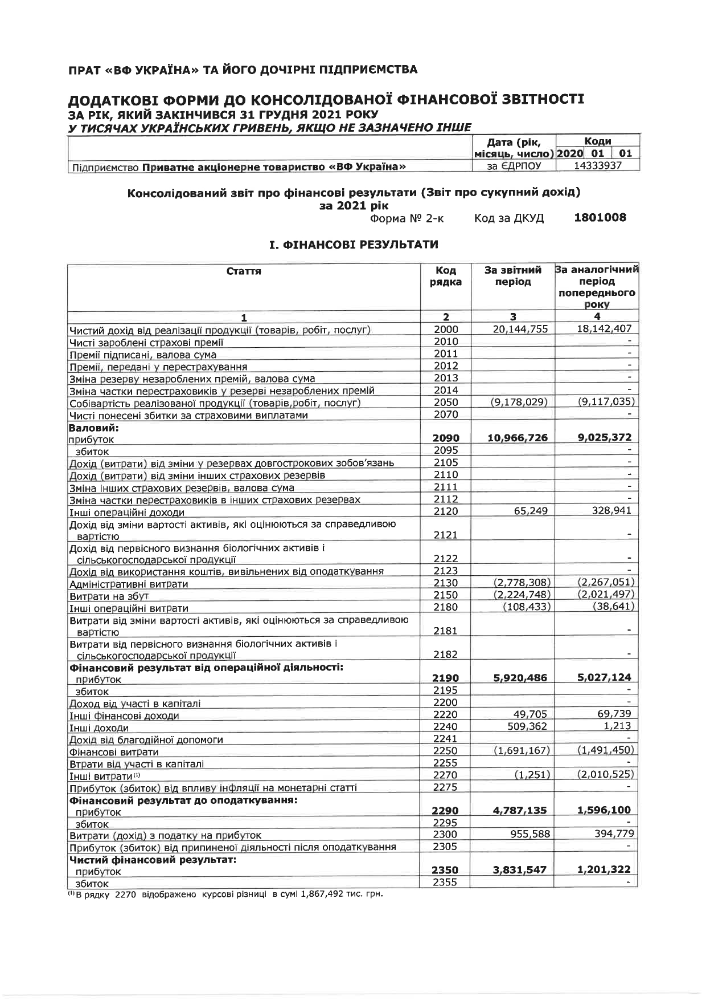 ПРАТ «ВФ УКРАЇНА» ТА ЙОГО ДОЧІРНІ ПІДПРИЄМСТВА
ДОДАТКОВІ ФОРМИ ДО КОНСОЛІДОВАНОЇ ФІНАНСОВОЇ ЗВІТНОСТІ
ЗА РІК, ЯКИЙ ЗАКІНЧИВСЯ 31 ГРУДНЯ 2021 РОКУ
У ТИСЯЧАХ УКРАЇНСЬКИХ ГРИВЕНЬ, ЯКЩО НЕ ЗАЗНАЧЕНО ІНШЕ
Дата (рік, Коди
місяць, число) 2020 01 01
Підприємство Приватне акціонерне товариство «ВФ Україна» за ЄДРПОУ 14333937
Консолідований звіт про фінансові результати (Звіт про сукупний дохід)
за 2021 рік
Форма № 2-к Код за ДКУД 1801008
І. ФІНАНСОВІ РЕЗУЛЬТАТИ
Стаття Код За звітний За аналогічний
рядка період період
попереднього
року
1 2 3 4
Чистий дохід від реалізації продукції (товарів, робіт, послуг) 2000 20,144,755 18,142,407
Чисті зароблені страхові премії 2010 -
Премії підписані, валова сума 2011 -
Премії, передані у перестрахування 2012 -
Зміна резерву незароблених премій, валова сума 2013 -
Зміна частки перестраховиків у резерві незароблених премій 2014 -
Собівартість реалізованої продукції (товарів,робіт, послуг) 2050 (9,178,029) (9,117,035)
Чисті понесені збитки за страховими виплатами 2070 -
Валовий:
прибуток 2090 10,966,726 9,025,372
збиток 2095 -
Дохід (витрати) від зміни у резервах довгострокових зобов'язань 2105 -
Дохід (витрати) від зміни інших страхових резервів 2110 -
Зміна інших страхових резервів, валова сума 2111 -
Зміна частки перестраховиків в інших страхових резервах 2112 -
Інші операційні доходи 2120 65,249 328,941
Дохід від зміни вартості активів, які оцінюються за справедливою
вартістю 2121 -
Дохід від первісного визнання біологічних активів і
сільськогосподарської продукції 2122 -
Дохід від використання коштів, вивільнених від оподаткування 2123 -
Адміністративні витрати 2130 (2,778,308) (2,267,051)
Витрати на збут 2150 (2,224,748) (2,021,497)
Інші операційні витрати 2180 (108,433) (38,641)
Витрати від зміни вартості активів, які оцінюються за справедливою
вартістю 2181 -
Витрати від первісного визнання біологічних активів і
сільськогосподарської продукції 2182 -
Фінансовий результат від операційної діяльності:
прибуток 2190 5,920,486 5,027,124
збиток 2195 -
Доход від участі в капіталі 2200 -
Інші фінансові доходи 2220 49,705 69,739
Інші доходи 2240 509,362 1,213
Дохід від благодійної допомоги 2241 -
Фінансові витрати 2250 (1,691,167) (1,491,450)
Втрати від участі в капіталі 2255 -
Інші витрати(1) 2270 (1,251) (2,010,525)
Прибуток (збиток) від впливу інфляції на монетарні статті 2275 -
Фінансовий результат до оподаткування:
прибуток 2290 4,787,135 1,596,100
збиток 2295 -
Витрати (дохід) з податку на прибуток 2300 955,588 394,779
Прибуток (збиток) від припиненої діяльності після оподаткування 2305 -
Чистий фінансовий результат:
прибуток 2350 3,831,547 1,201,322
збиток 2355 -
(1) В рядку 2270 відображено курсові різниці в сумі 1,867,492 тис. грн.